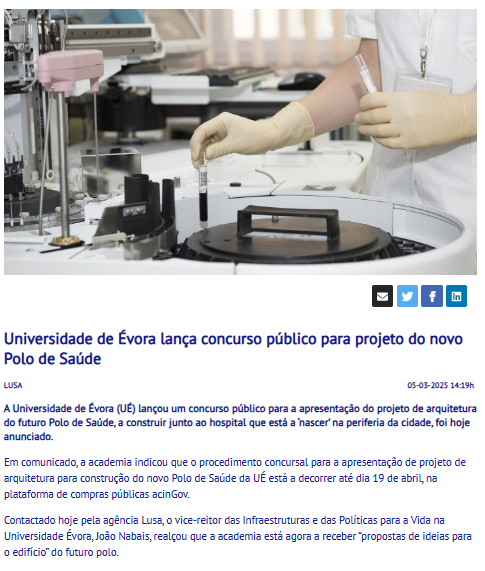 Universidade de Évora lança concurso público para projeto do novo
Polo de Saúde
LUSA
05-03-2025 14:19h
A Universidade de Évora (UÉ) lançou um concurso público para a apresentação do projeto de arquitetura
do futuro Polo de Saúde, a construir junto ao hospital que está a ‘nascer’ na periferia da cidade, foi hoje
anunciado.
Em comunicado, a academia indicou que o procedimento concursal para a apresentação de projeto de
arquitetura para construção do novo Polo de Saúde da UÉ está a decorrer até dia 19 de abril, na
plataforma de compras públicas acinGov.
Contactado hoje pela agência Lusa, o vice-reitor das Infraestruturas e das Políticas para a Vida na
Universidade Évora, João Nabais, realçou que a academia está agora a receber “propostas de ideias para
o edifício” do futuro polo.